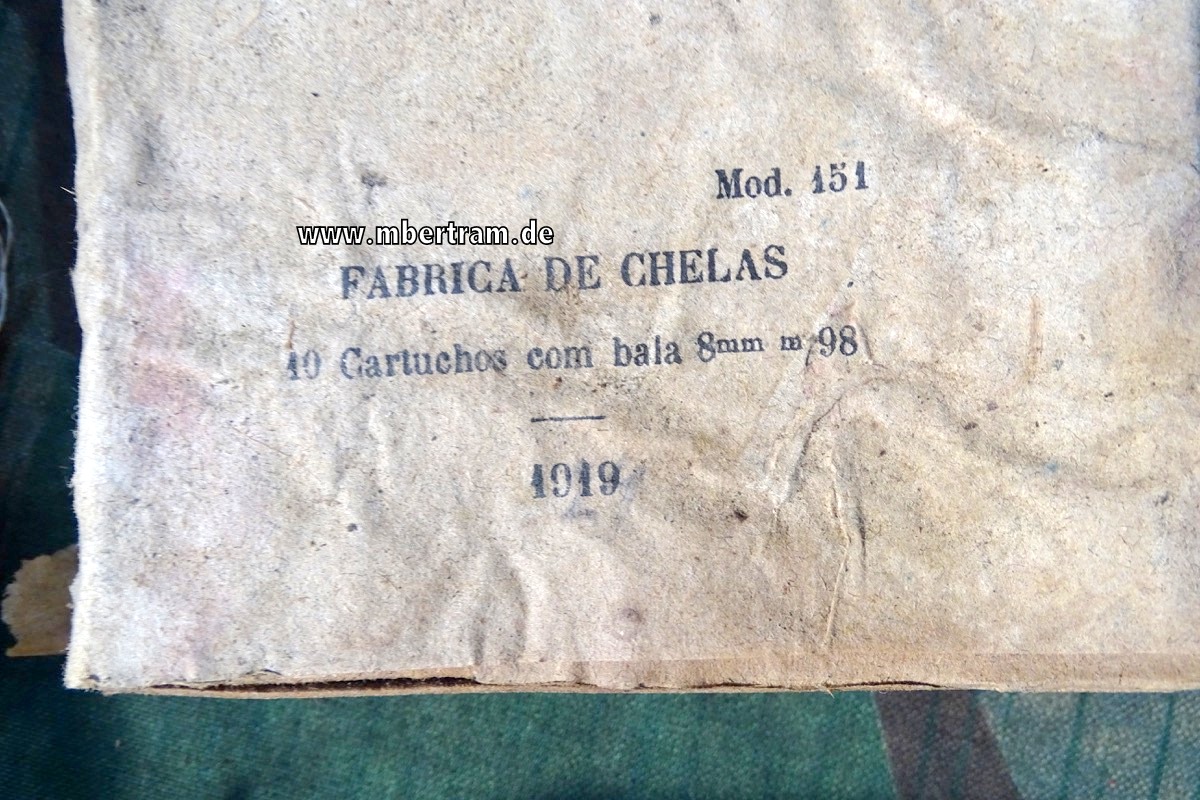 Mod. 151
www.mbertram.de
FABRICA DE CHELAS
10 Cartuchos com bala 8mm m 98
1919